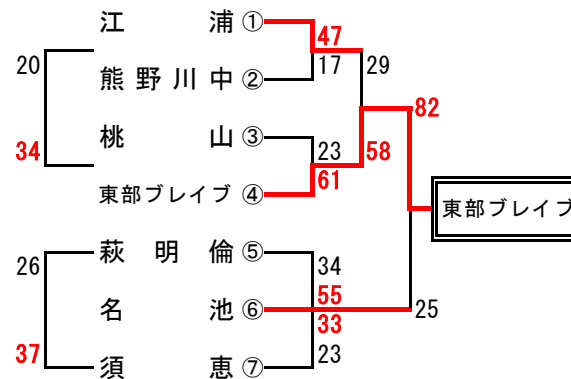 江 浦 ①
47
20
17
29
熊野川中 ②
82
桃 山 ③
34
23
58
61
東部ブレイブ ④
東部ブレイブ
萩 明 倫 ⑤
26
34
55
名 池 ⑥
25
33
37
23
須 恵 ⑦